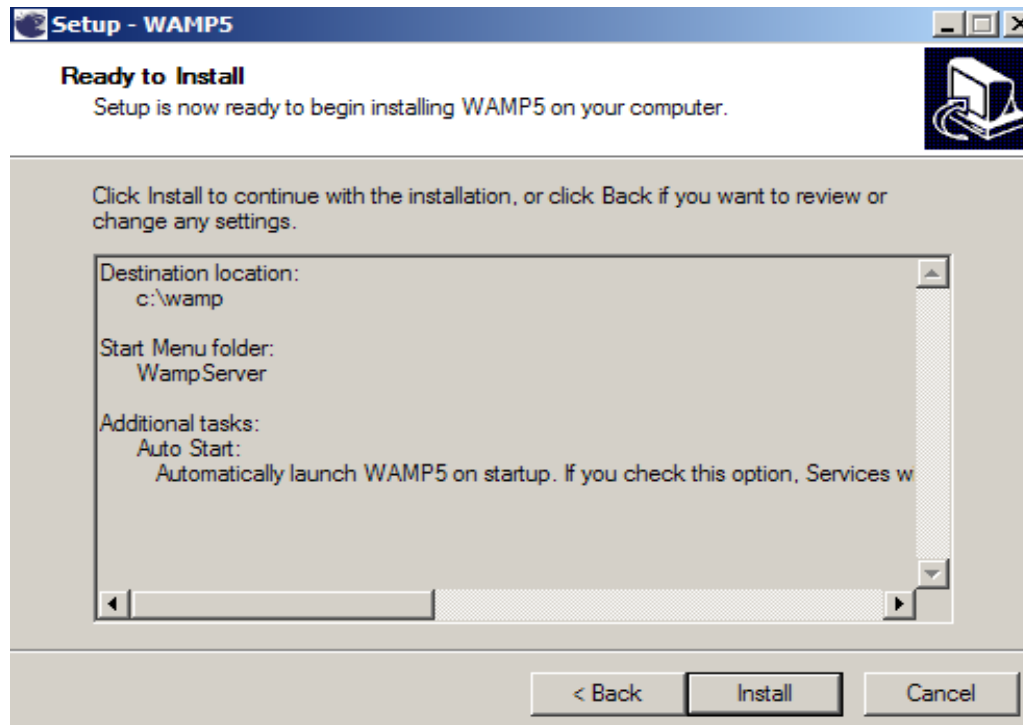 Setup - WAMP5
Ready to Install
Setup is now ready to begin installing WAMP5 on your computer.
Click Install to continue with the installation, or click Back if you want to review or
change any settings.
Destination location:
c:\wamp
Start Menu folder:
WampServer
Additional tasks:
Auto Start:
Automatically launch WAMP5 on startup. If you check this option, Services w
< Back Install Cancel